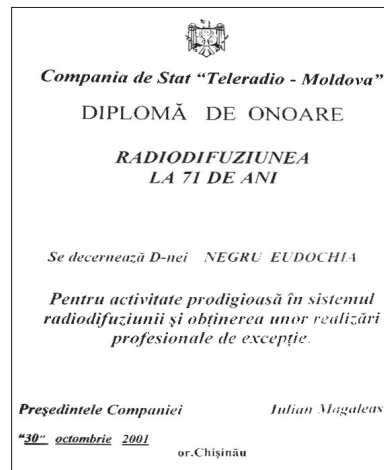 Compania de Stat “Teleradio - Moldova”
DIPLOMĂ DE ONOARE
RADIODIFUZIUNEA
LA 71 DE ANI
Se decernează D-nei NEGRU EUDOCHIA
Pentru activitate prodigioasă în sistemul
radiodifuziunii şi obţinerea unor realizări
profesionale de excepţie.
Preşedintele Companiei Iulian Magaleas
“30” octombrie 2001
or.Chişinău